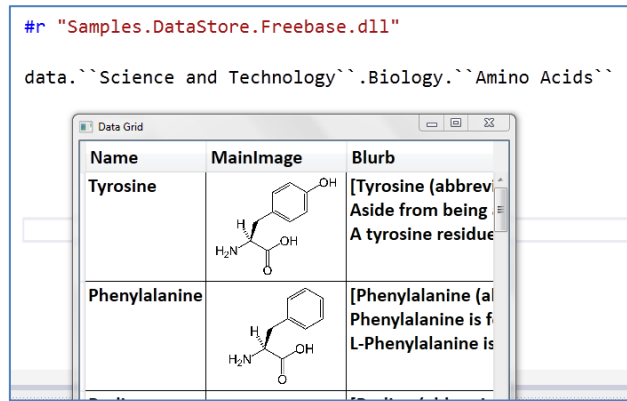 #r "Samples.DataStore.Freebase.dll"
data.``Science and Technology``.Biology.``Amino Acids``
Data Grid
Name MainImage Blurb
Tyrosine
OH
H
OH
H₂N
O
[Tyrosine (abbrevi
Aside from being
A tyrosine residue
Phenylalanine
H
OH
H₂N
O
[Phenylalanine (al
Phenylalanine is f
L-Phenylalanine is